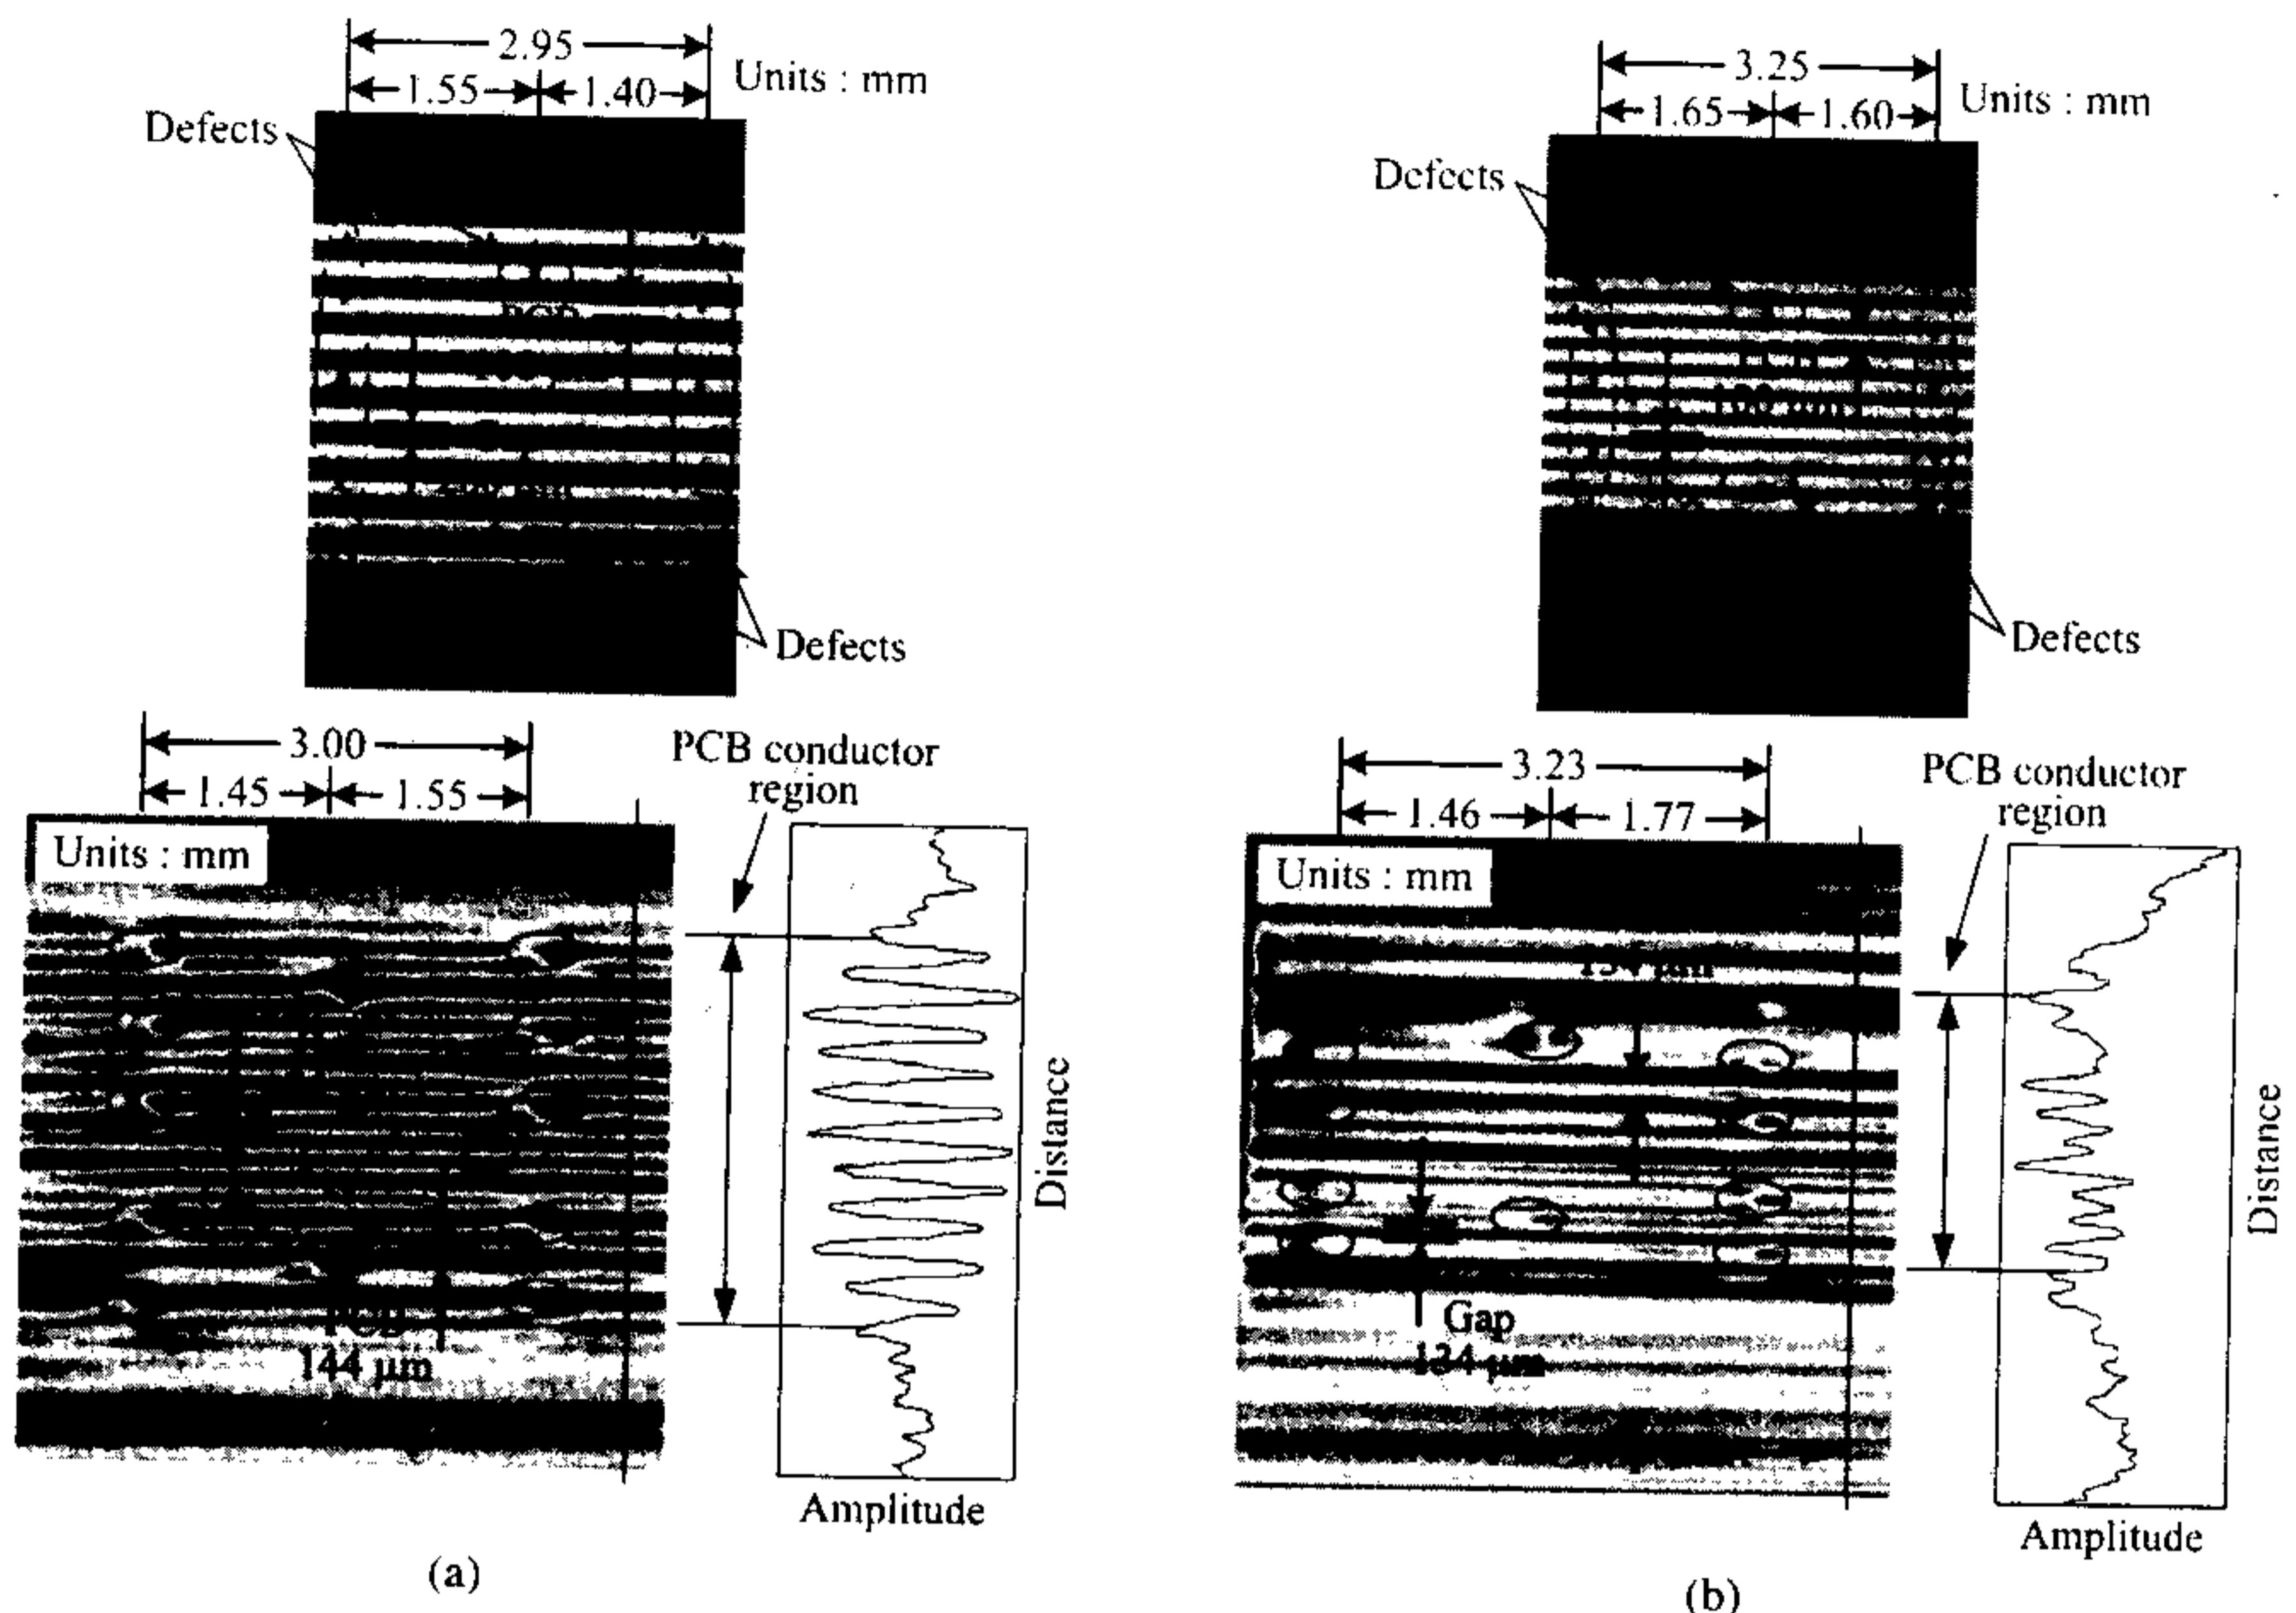 2.95
1.55
1.40
Units : mm
Defects
Defects
3.00
1.45
1.55
Units : mm
PCB conductor
region
144 µm
Distance
Amplitude
(a)
3.25
1.65
1.60
Units : mm
Defects
Defects
3.23
1.46
1.77
Units : mm
PCB conductor
region
Gap
134 µm
Distance
Amplitude
(b)